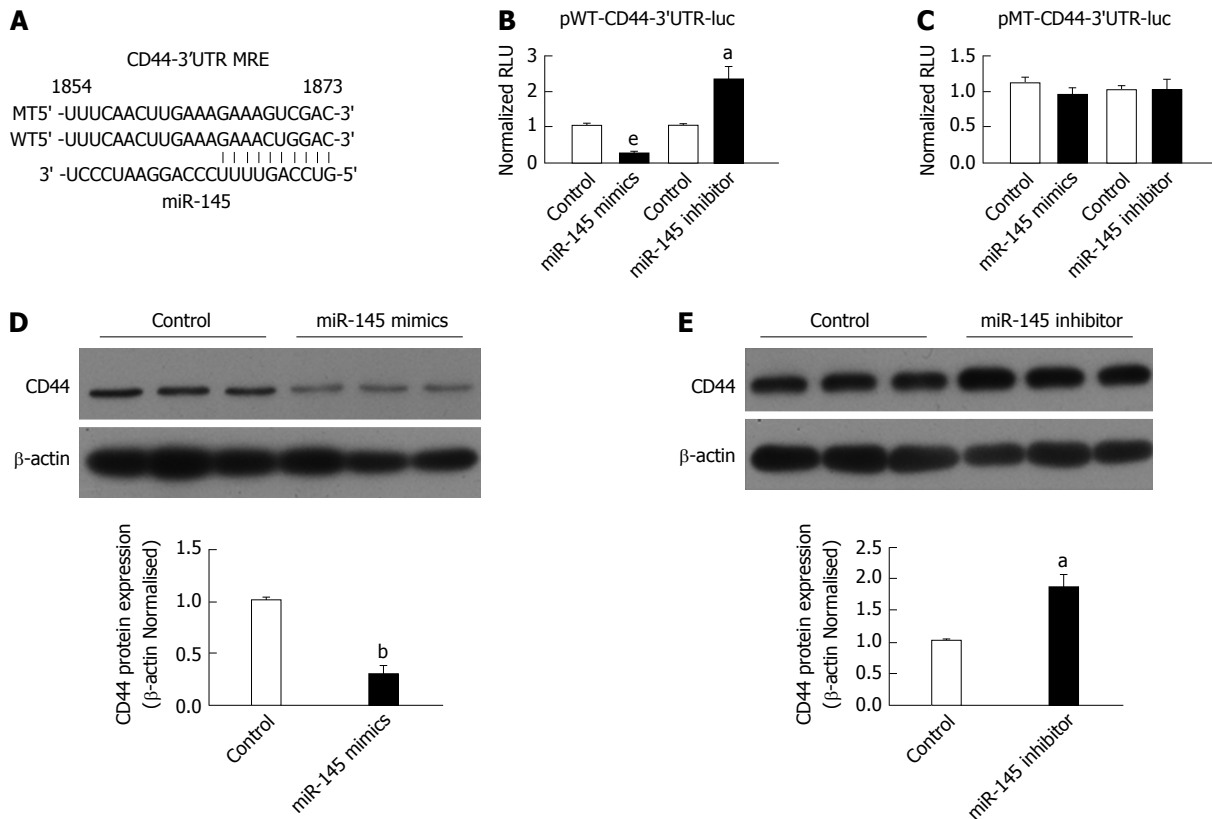 A
CD44-3'UTR MRE
1854 1873
MT5' -UUUCAACUUGAAAGAAAGUCGAC-3'
WT5' -UUUCAACUUGAAAGAAACUGGAC-3'
3' -UCCCUAAGGACCCUUUUGACCUG-5'
miR-145
B
pWT-CD44-3'UTR-luc
Normalized RLU
3
2
1
0
e
a
Control
miR-145 mimics
Control
miR-145 inhibitor
C
pMT-CD44-3'UTR-luc
Normalized RLU
1.5
1.0
0.5
0.0
Control
miR-145 mimics
Control
miR-145 inhibitor
D
Control miR-145 mimics
CD44
β-actin
CD44 protein expression
(β-actin Normalised)
1.5
1.0
0.5
0.0
b
Control
miR-145 mimics
E
Control miR-145 inhibitor
CD44
β-actin
CD44 protein expression
(β-actin Normalised)
2.5
2.0
1.5
1.0
0.5
0.0
a
Control
miR-145 inhibitor